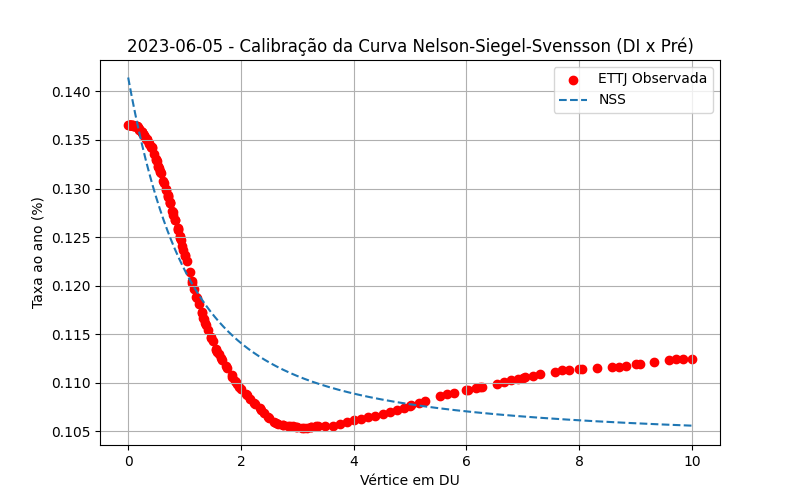 2023-06-05 - Calibração da Curva Nelson-Siegel-Svensson (DI x Pré)
ETTJ Observada
NSS
Taxa ao ano (%)
0.140
0.135
0.130
0.125
0.120
0.115
0.110
0.105
0 2 4 6 8 10
Vértice em DU